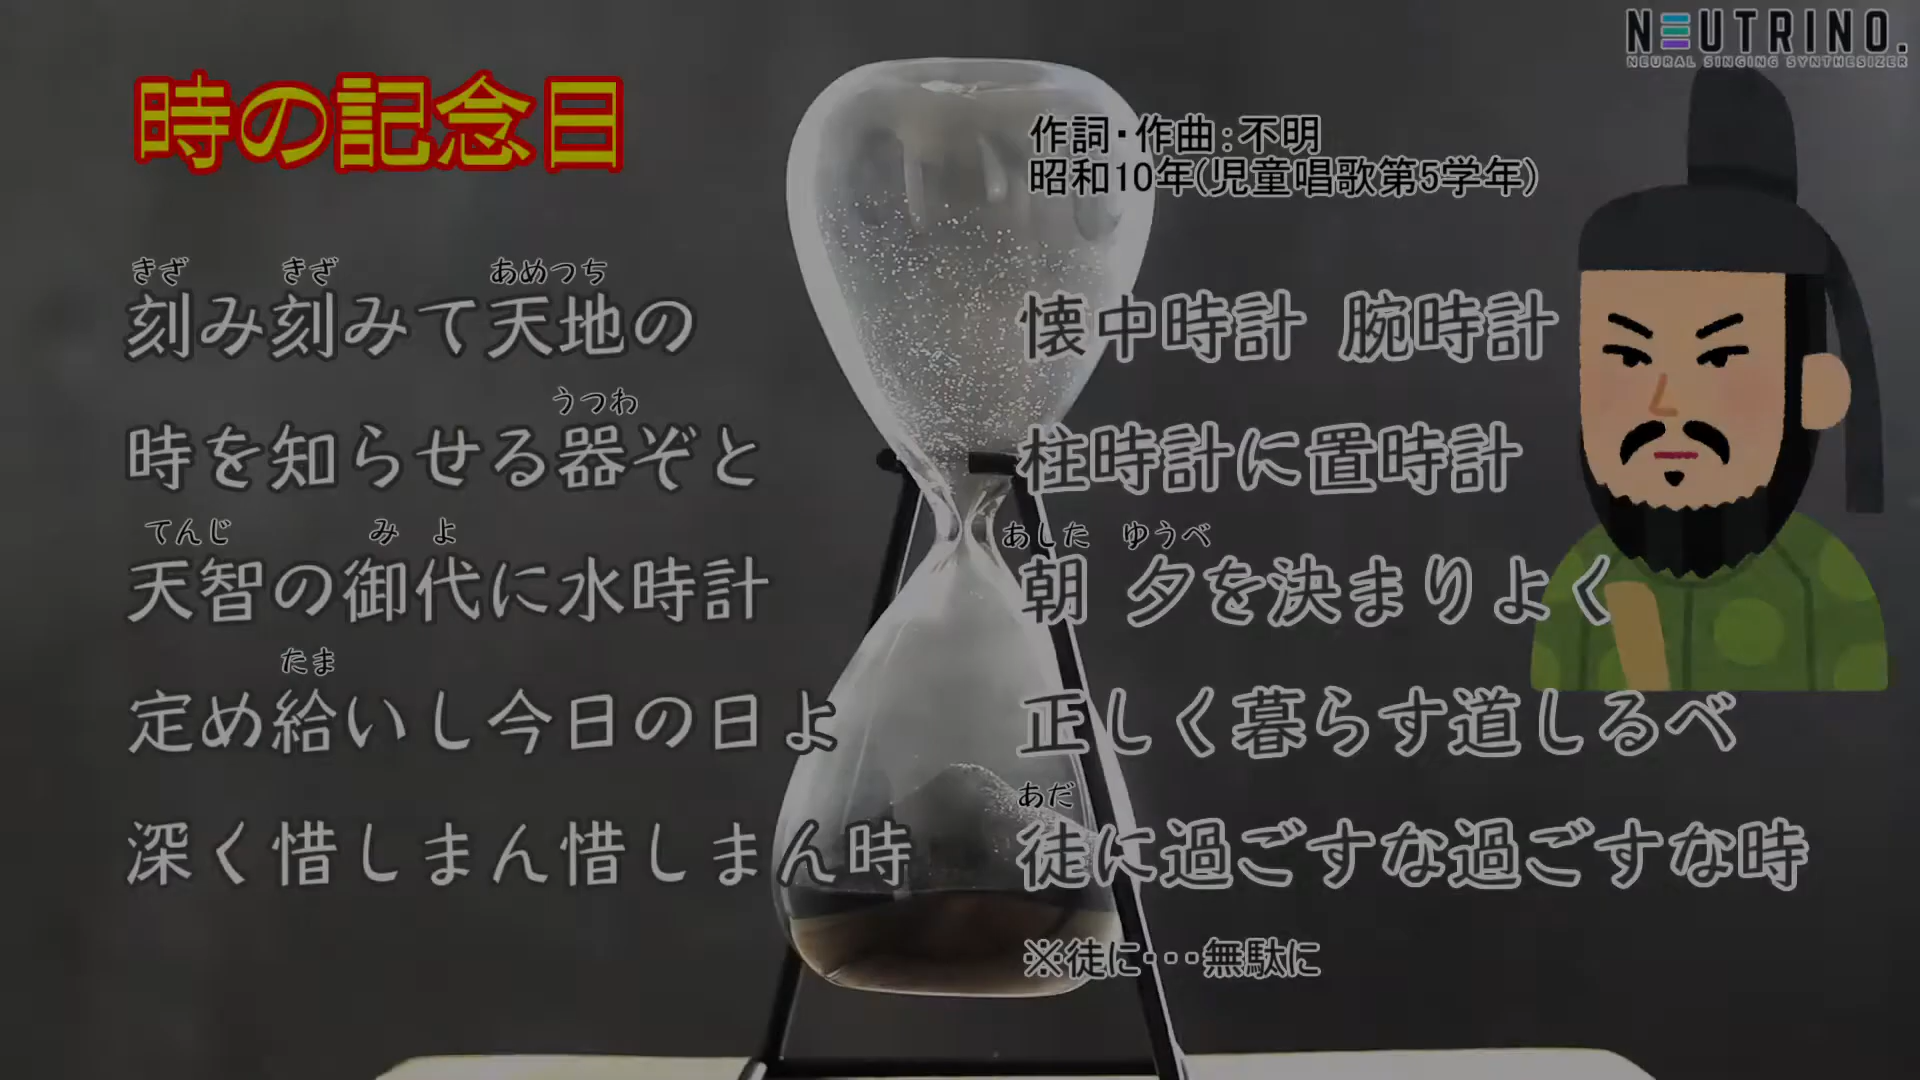 NEUTRINO.
NEURAL SINGING SYNTHESIZER
時の記念日
作詞・作曲：不明
昭和10年(児童唱歌第5学年)
きざ きざ あめつち
刻み刻みて天地の
うつわ
時を知らせる器ぞと
てんじ み よ
天智の御代に水時計
たま
定め給いし今日の日よ
深く惜しまん惜しまん時
懐中時計 腕時計
柱時計に置時計
あした ゆうべ
朝 夕を決まりよく
正しく暮らす道しるべ
あだ
徒に過ごすな過ごすな時
※徒に･･･無駄に